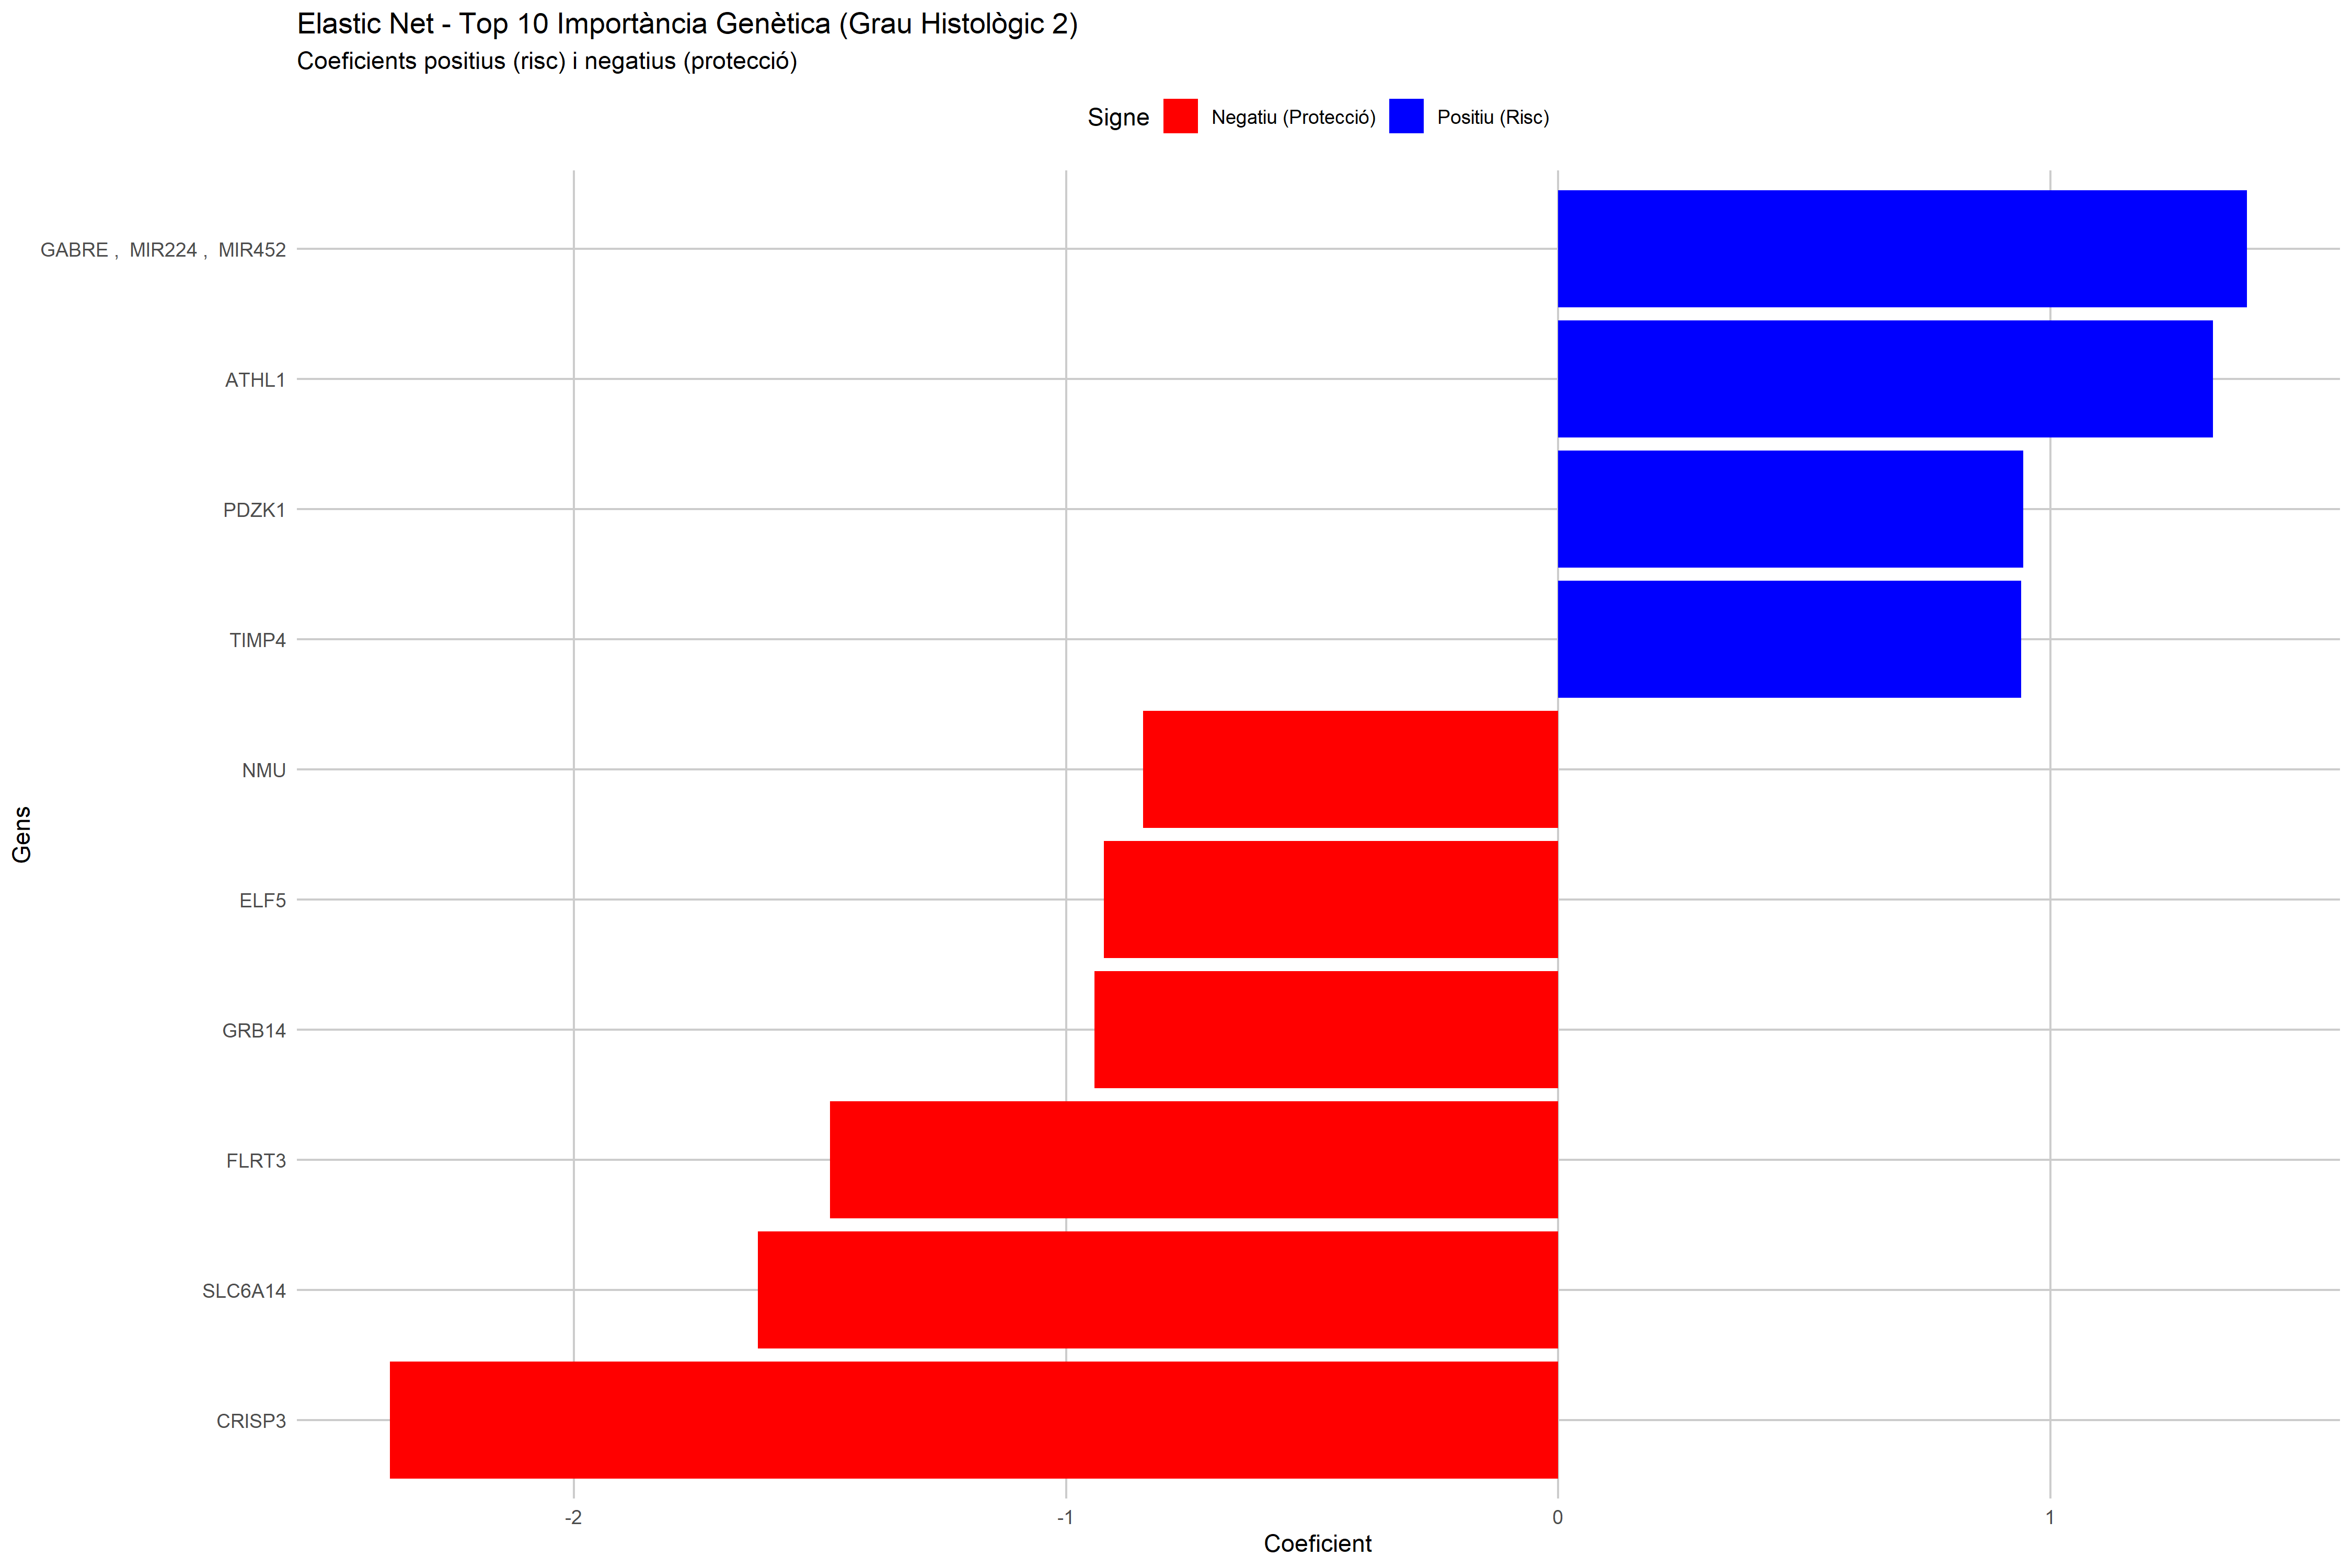 Elastic Net - Top 10 Importància Genètica (Grau Histològic 2)
Coeficients positius (risc) i negatius (protecció)
Signe Negatiu (Protecció) Positiu (Risc)
GABRE ,  MIR224 ,  MIR452
ATHL1
PDZK1
TIMP4
NMU
ELF5
GRB14
FLRT3
SLC6A14
CRISP3
Gens
-2 -1 0 1
Coeficient